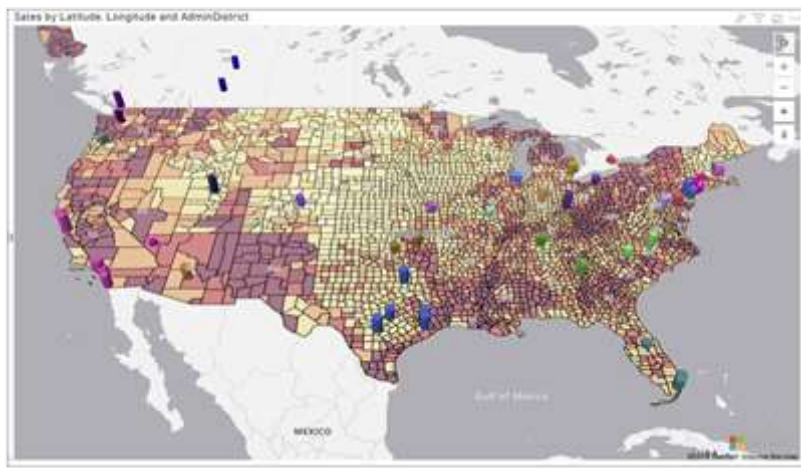 Sales by Latitude, Longitude and AdminDistrict
Gulf of Mexico
MEXICO